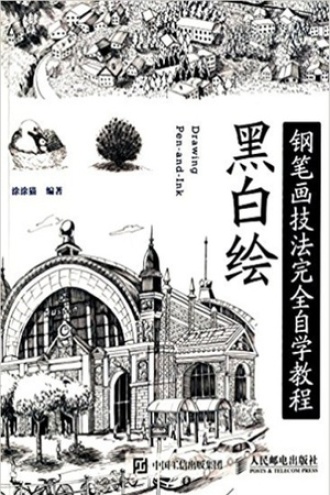 黑白绘
钢笔画技法完全自学教程
Drawing
Pen-and-Ink
徐徐猫 编著
中国工信出版集团
人民邮电出版社
POSTS & TELECOM PRESS